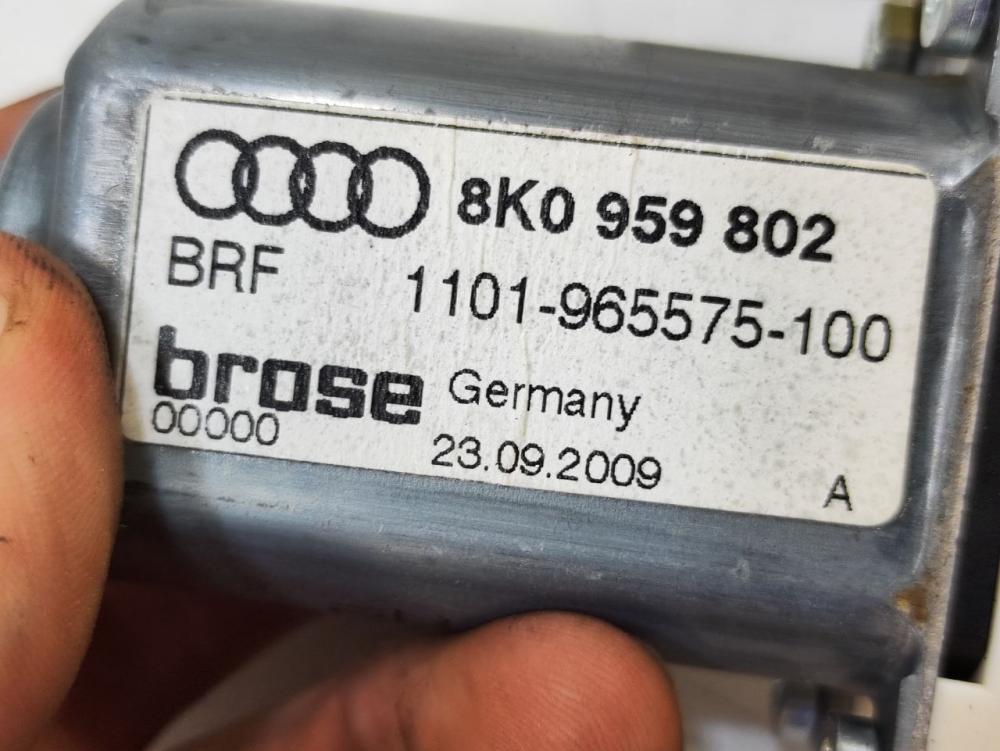 8K0 959 802
BRF 1101-965575-100
brose Germany
00000 23.09.2009 A